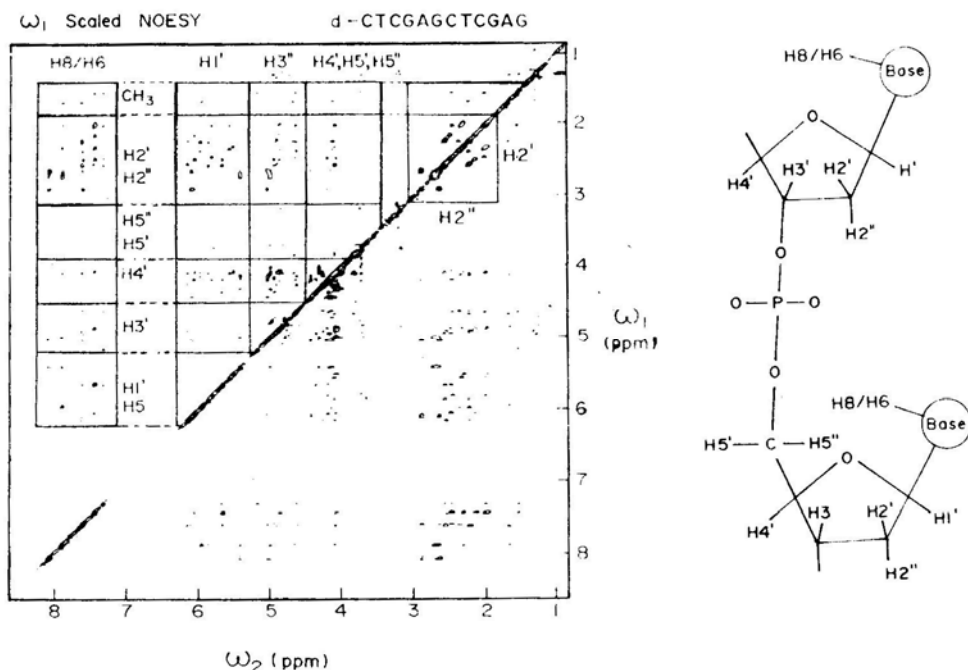 ω₁ Scaled NOESY d-CTCGAGCTCGAG
H8/H6 H1' H3" H4',H5',H5"
CH₃
H2'
H2"
H5"
H5'
H4'
H3'
H1'
H5
H2'
H2"
1
2
3
4
5
6
7
8
ω₁
(ppm)
8 7 6 5 4 3 2 1
ω₂ (ppm)
H8/H6 Base
O
H4' H3' H2' H'
H2"
O
O P O
O
H8/H6 Base
H5' C H5" O
H4' H3 H2' H1'
H2"